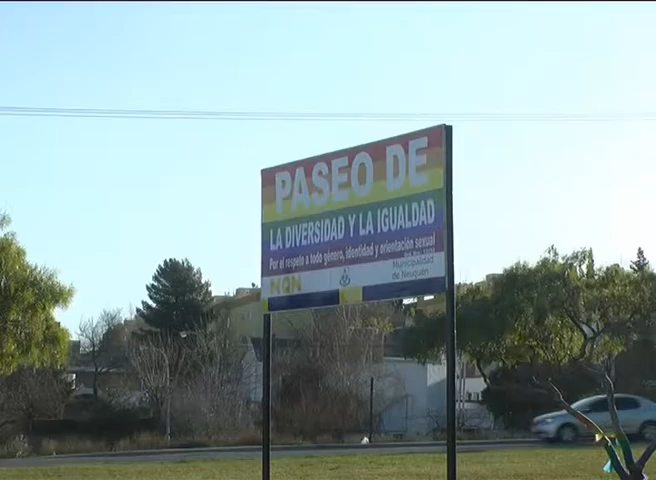 PASEO DE
LA DIVERSIDAD Y LA IGUALDAD
Por el respeto a todo género, identidad y orientación sexual
NQN
Municipalidad
de Neuquén